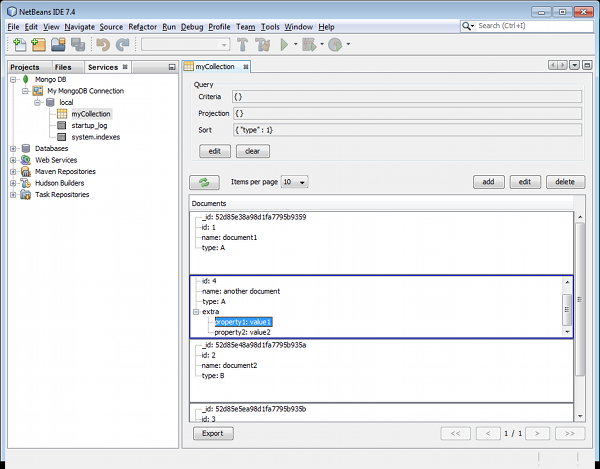 NetBeans IDE 7.4
File Edit View Navigate Source Refactor Run Debug Profile Team Tools Window Help
Search (Ctrl+I)
Projects Files Services
Mongo DB
My MongoDB Connection
local
myCollection
startup_log
system.indexes
Databases
Web Services
Maven Repositories
Hudson Builders
Task Repositories
myCollection
Query
Criteria {}
Projection {}
Sort { "type" : 1}
edit clear
Items per page 10 add edit delete
Documents
_id: 52d85e38a98d1fa7795b9359
id: 1
name: document1
type: A
id: 4
name: another document
type: A
extra
property1: value1
property2: value2
_id: 52d85e48a98d1fa7795b935a
id: 2
name: document2
type: B
_id: 52d85e5ea98d1fa7795b935b
id: 3
Export << < 1 / 1 > >>